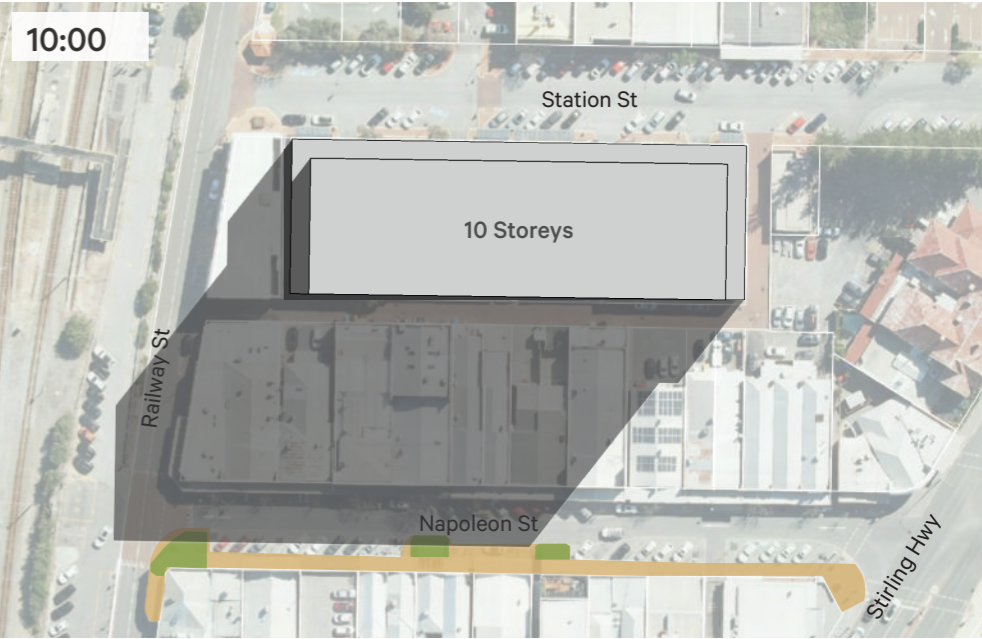 10:00
Station St
10 Storeys
Railway St
Napoleon St
Stirling Hwy